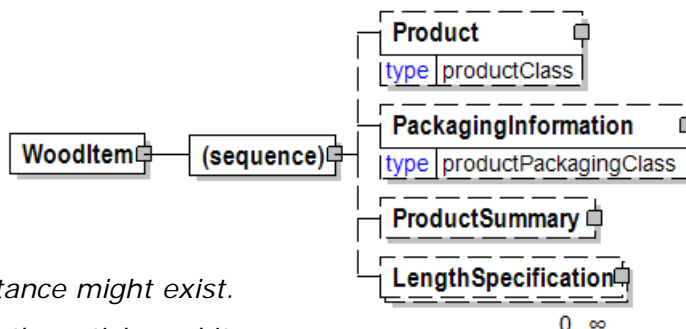 Product
type productClass
PackagingInformation
type productPackagingClass
WoodItem
(sequence)
ProductSummary
LengthSpecification
0 ∞
tance might exist.